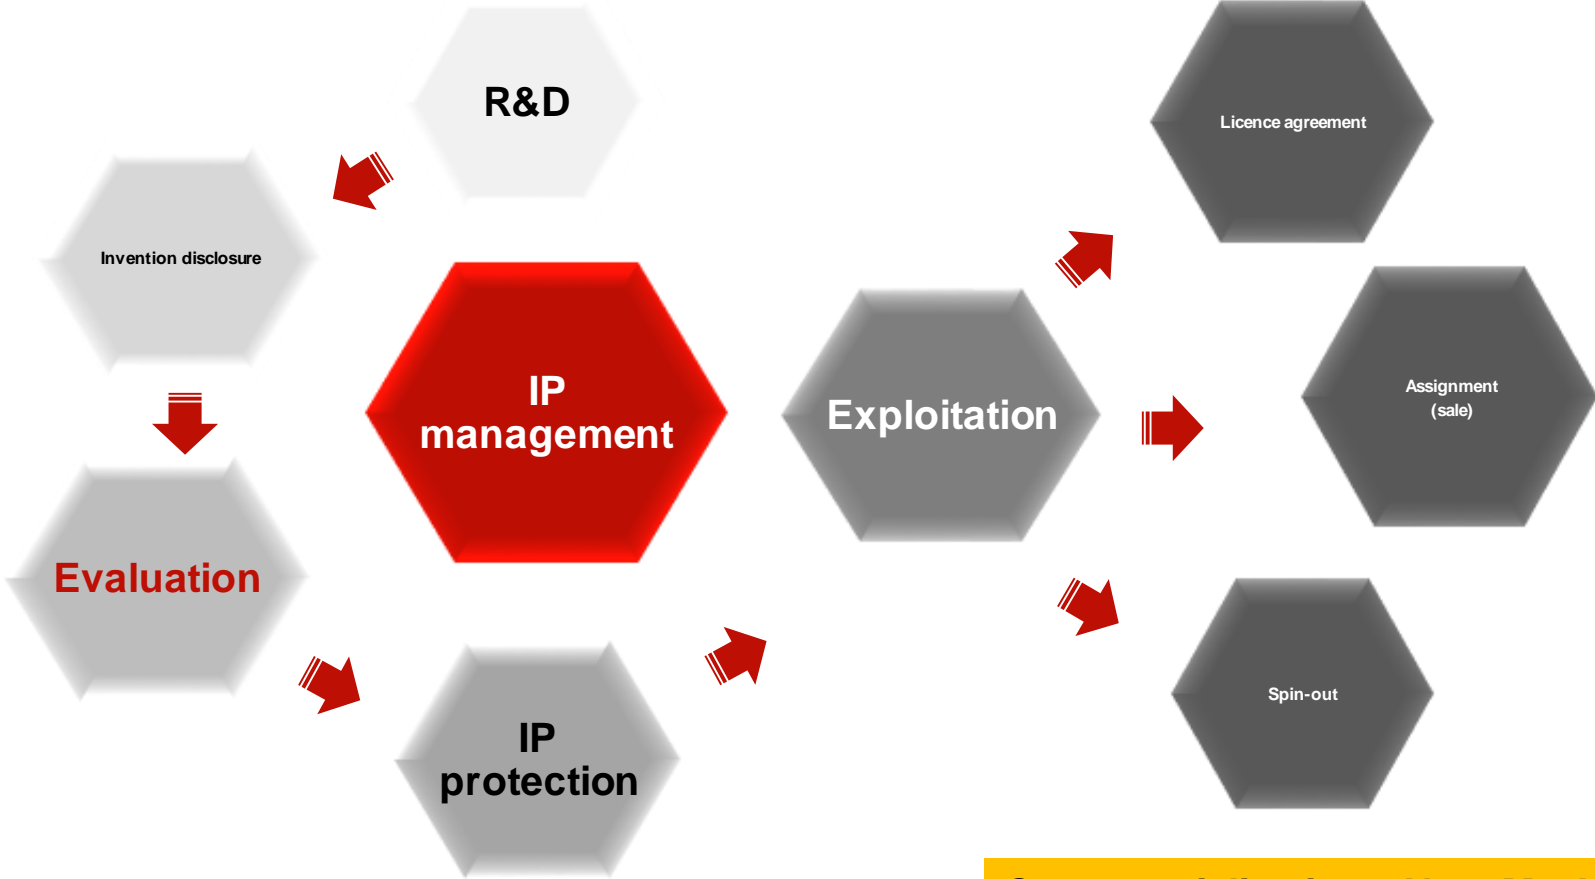 R&D
Invention disclosure
Evaluation
IP
protection
IP
management
Exploitation
Licence agreement
Assignment
(sale)
Spin-out